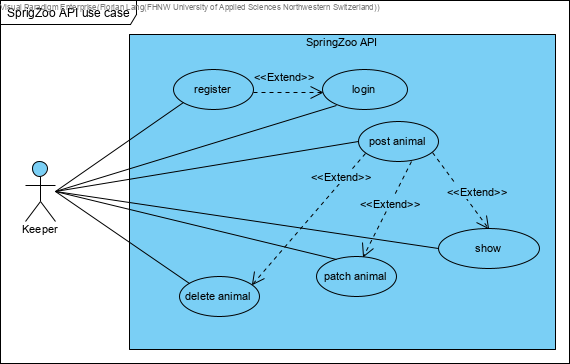 Visual Paradigm Enterprise(Florian Lang(FHNW University of Applied Sciences Northwestern Switzerland))
SprigZoo API use case
SpringZoo API
register
<<Extend>>
login
post animal
<<Extend>>
<<Extend>>
<<Extend>>
Keeper
show
patch animal
delete animal